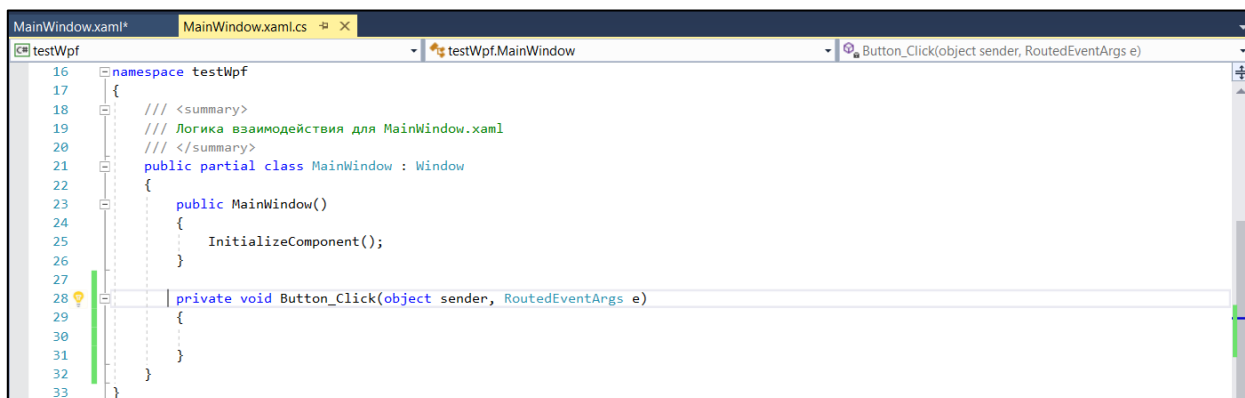 MainWindow.xaml* MainWindow.xaml.cs
C# testWpf testWpf.MainWindow Button_Click(object sender, RoutedEventArgs e)
16 namespace testWpf
17 {
18 /// <summary>
19 /// Логика взаимодействия для MainWindow.xaml
20 /// </summary>
21 public partial class MainWindow : Window
22 {
23 public MainWindow()
24 {
25 InitializeComponent();
26 }
27
28 private void Button_Click(object sender, RoutedEventArgs e)
29 {
30
31 }
32 }
33 }